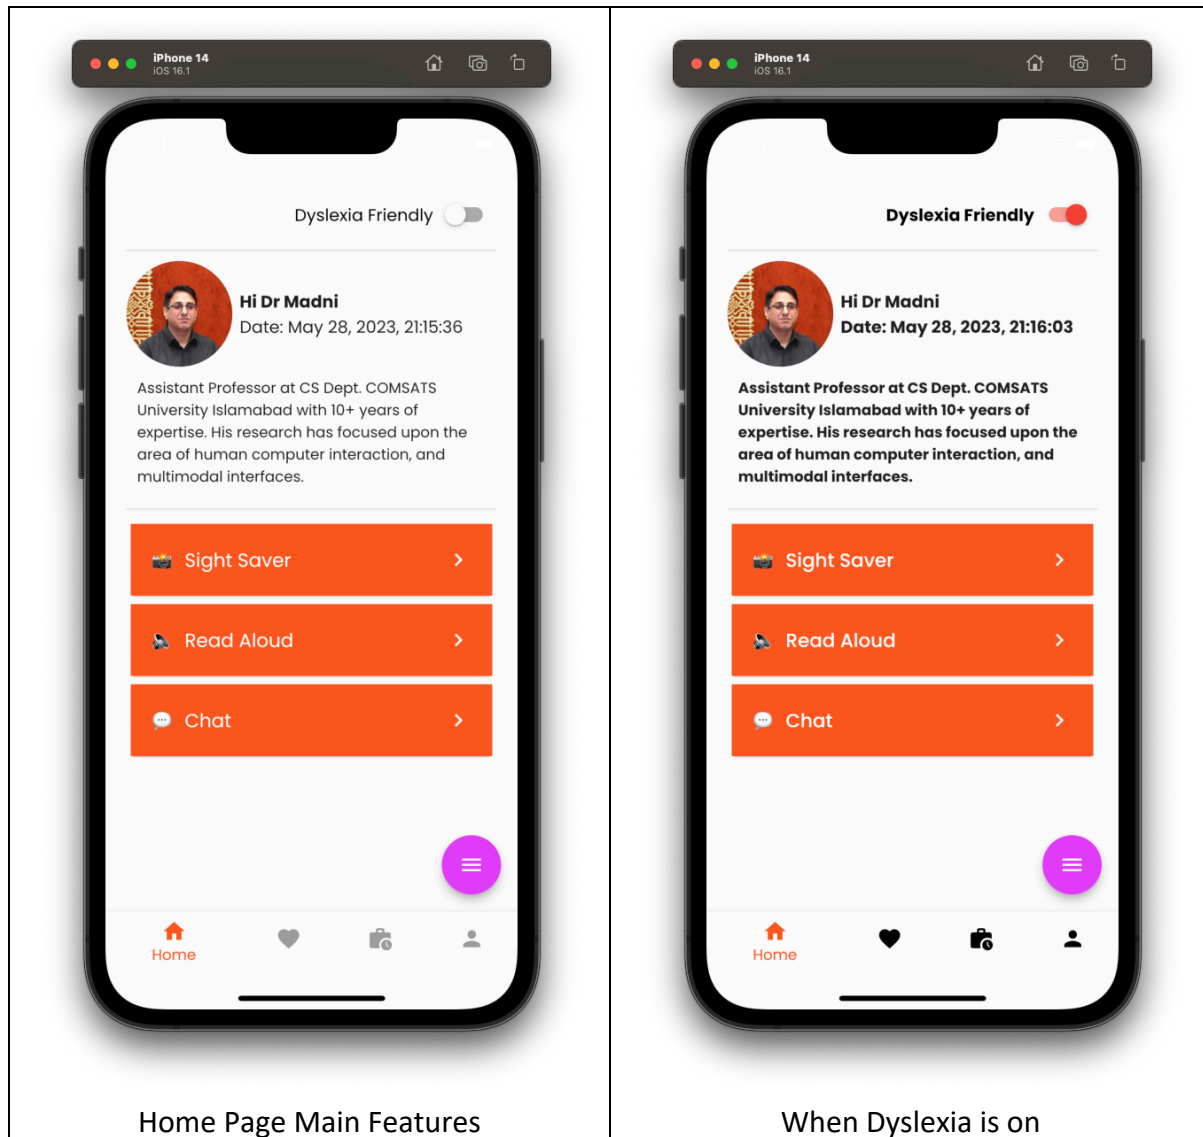 iPhone 14
iOS 16.1
Dyslexia Friendly
Hi Dr Madni
Date: May 28, 2023, 21:15:36
Assistant Professor at CS Dept. COMSATS
University Islamabad with 10+ years of
expertise. His research has focused upon the
area of human computer interaction, and
multimodal interfaces.
Sight Saver
Read Aloud
Chat
Home
Home Page Main Features
iPhone 14
iOS 16.1
Dyslexia Friendly
Hi Dr Madni
Date: May 28, 2023, 21:16:03
Assistant Professor at CS Dept. COMSATS
University Islamabad with 10+ years of
expertise. His research has focused upon the
area of human computer interaction, and
multimodal interfaces.
Sight Saver
Read Aloud
Chat
Home
When Dyslexia is on